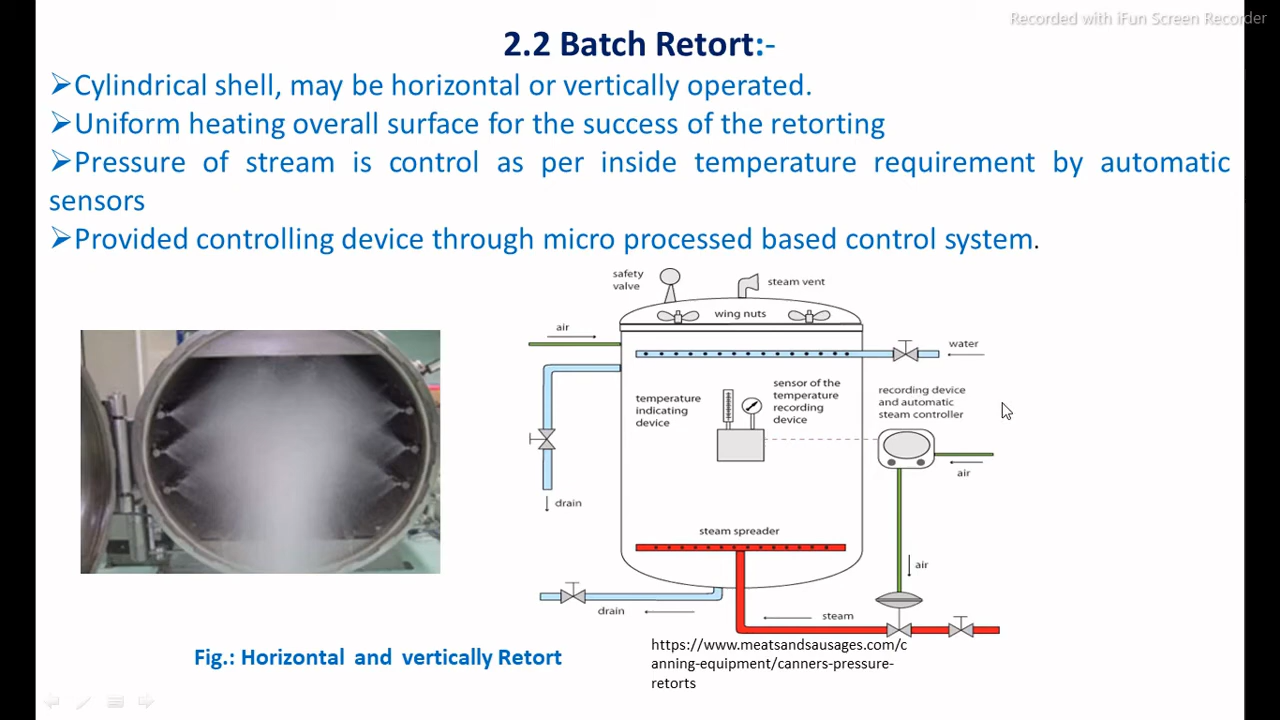 Recorded with iFun Screen Recorder
2.2 Batch Retort:-
➢Cylindrical shell, may be horizontal or vertically operated.
➢Uniform heating overall surface for the success of the retorting
➢Pressure of stream is control as per inside temperature requirement by automatic
sensors
➢Provided controlling device through micro processed based control system.
safety
valve
steam vent
wing nuts
air
water
temperature
indicating
device
sensor of the
temperature
recording
device
recording device
and automatic
steam controller
air
drain
steam spreader
air
drain
steam
Fig.: Horizontal and vertically Retort
https://www.meatsandsausages.com/c
anning-equipment/canners-pressure-
retorts